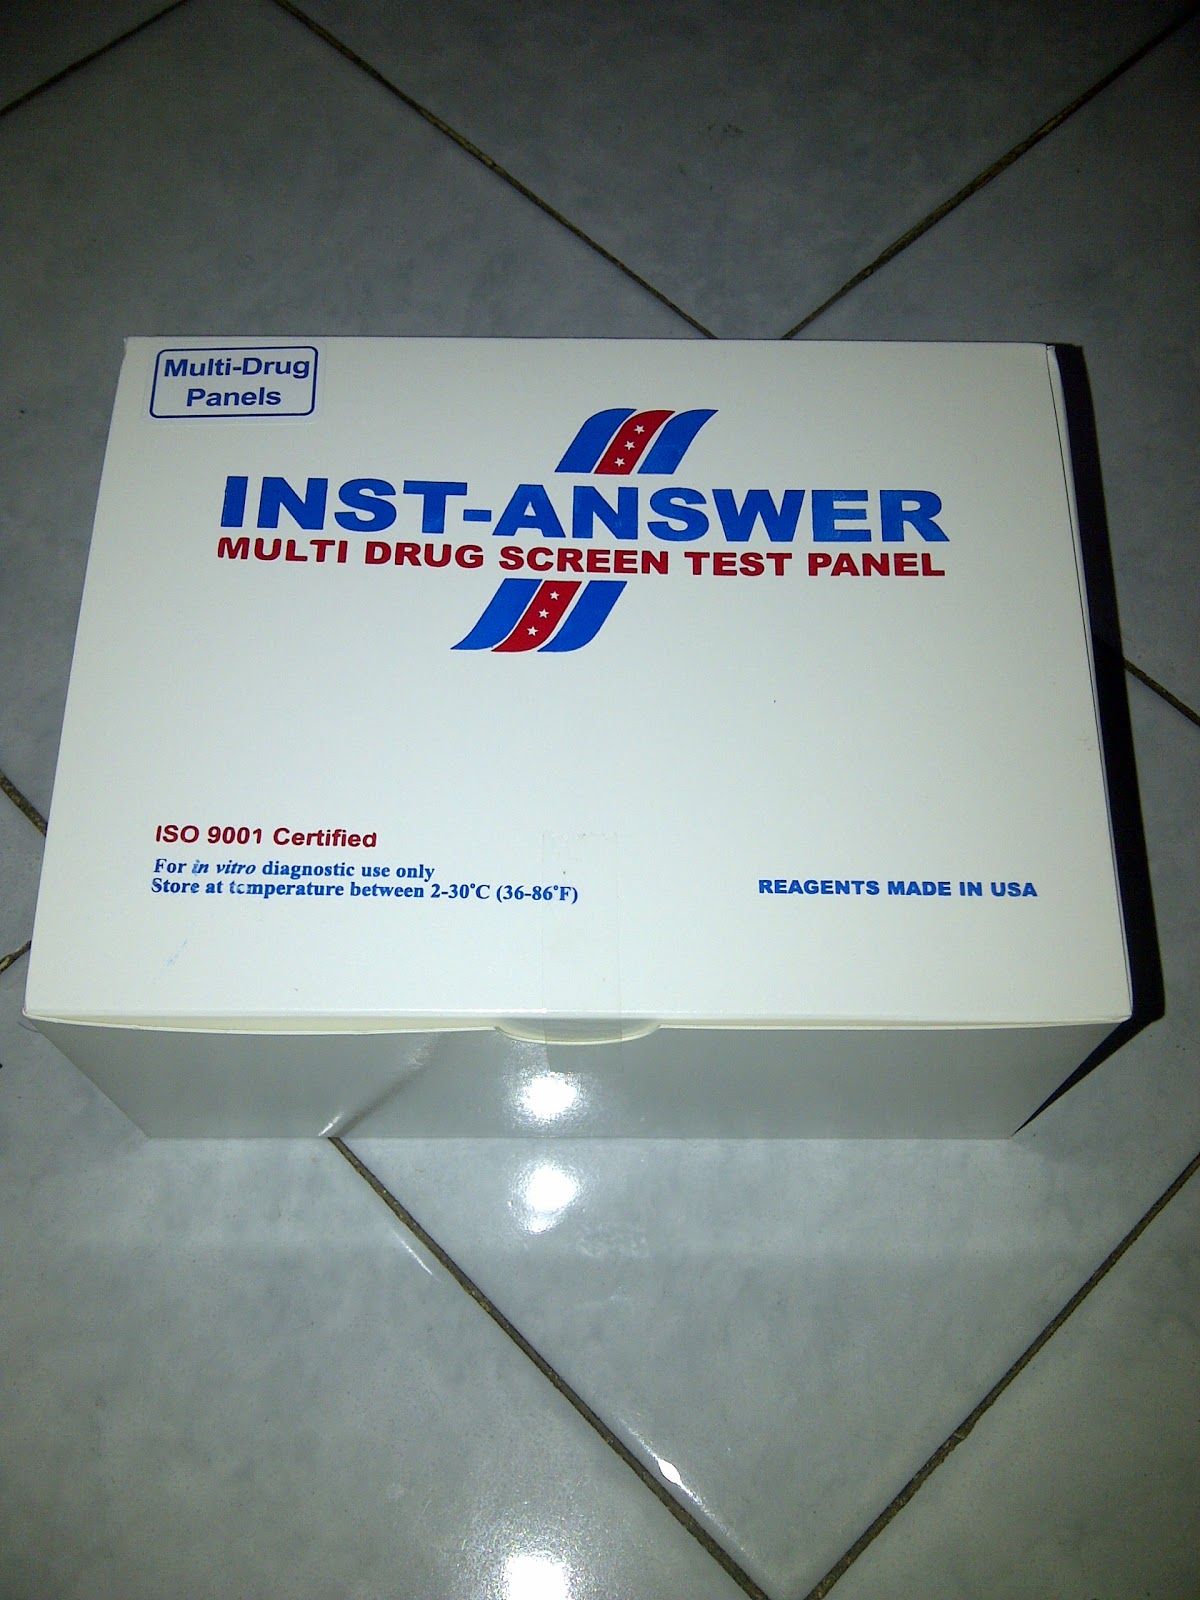 Multi-Drug
Panels
INST-ANSWER
MULTI DRUG SCREEN TEST PANEL
ISO 9001 Certified
For in vitro diagnostic use only
Store at temperature between 2-30°C (36-86°F)
REAGENTS MADE IN USA